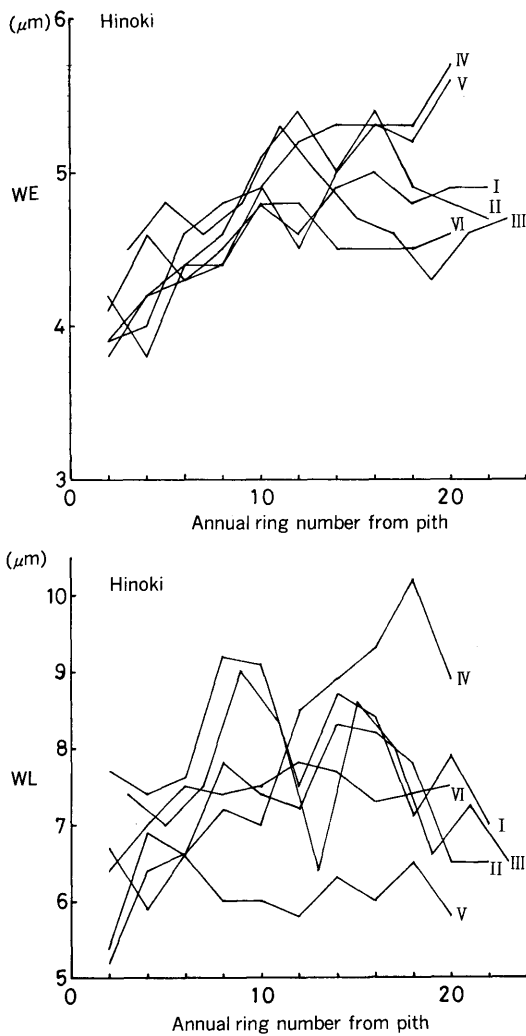 (μm)
6
Hinoki
IV
V
5
WE
I
II
III
VI
4
3
0
10
20
Annual ring number from pith
(μm)
Hinoki
10
9
IV
8
WL
VI
7
I
III
II
6
V
5
0
10
20
Annual ring number from pith